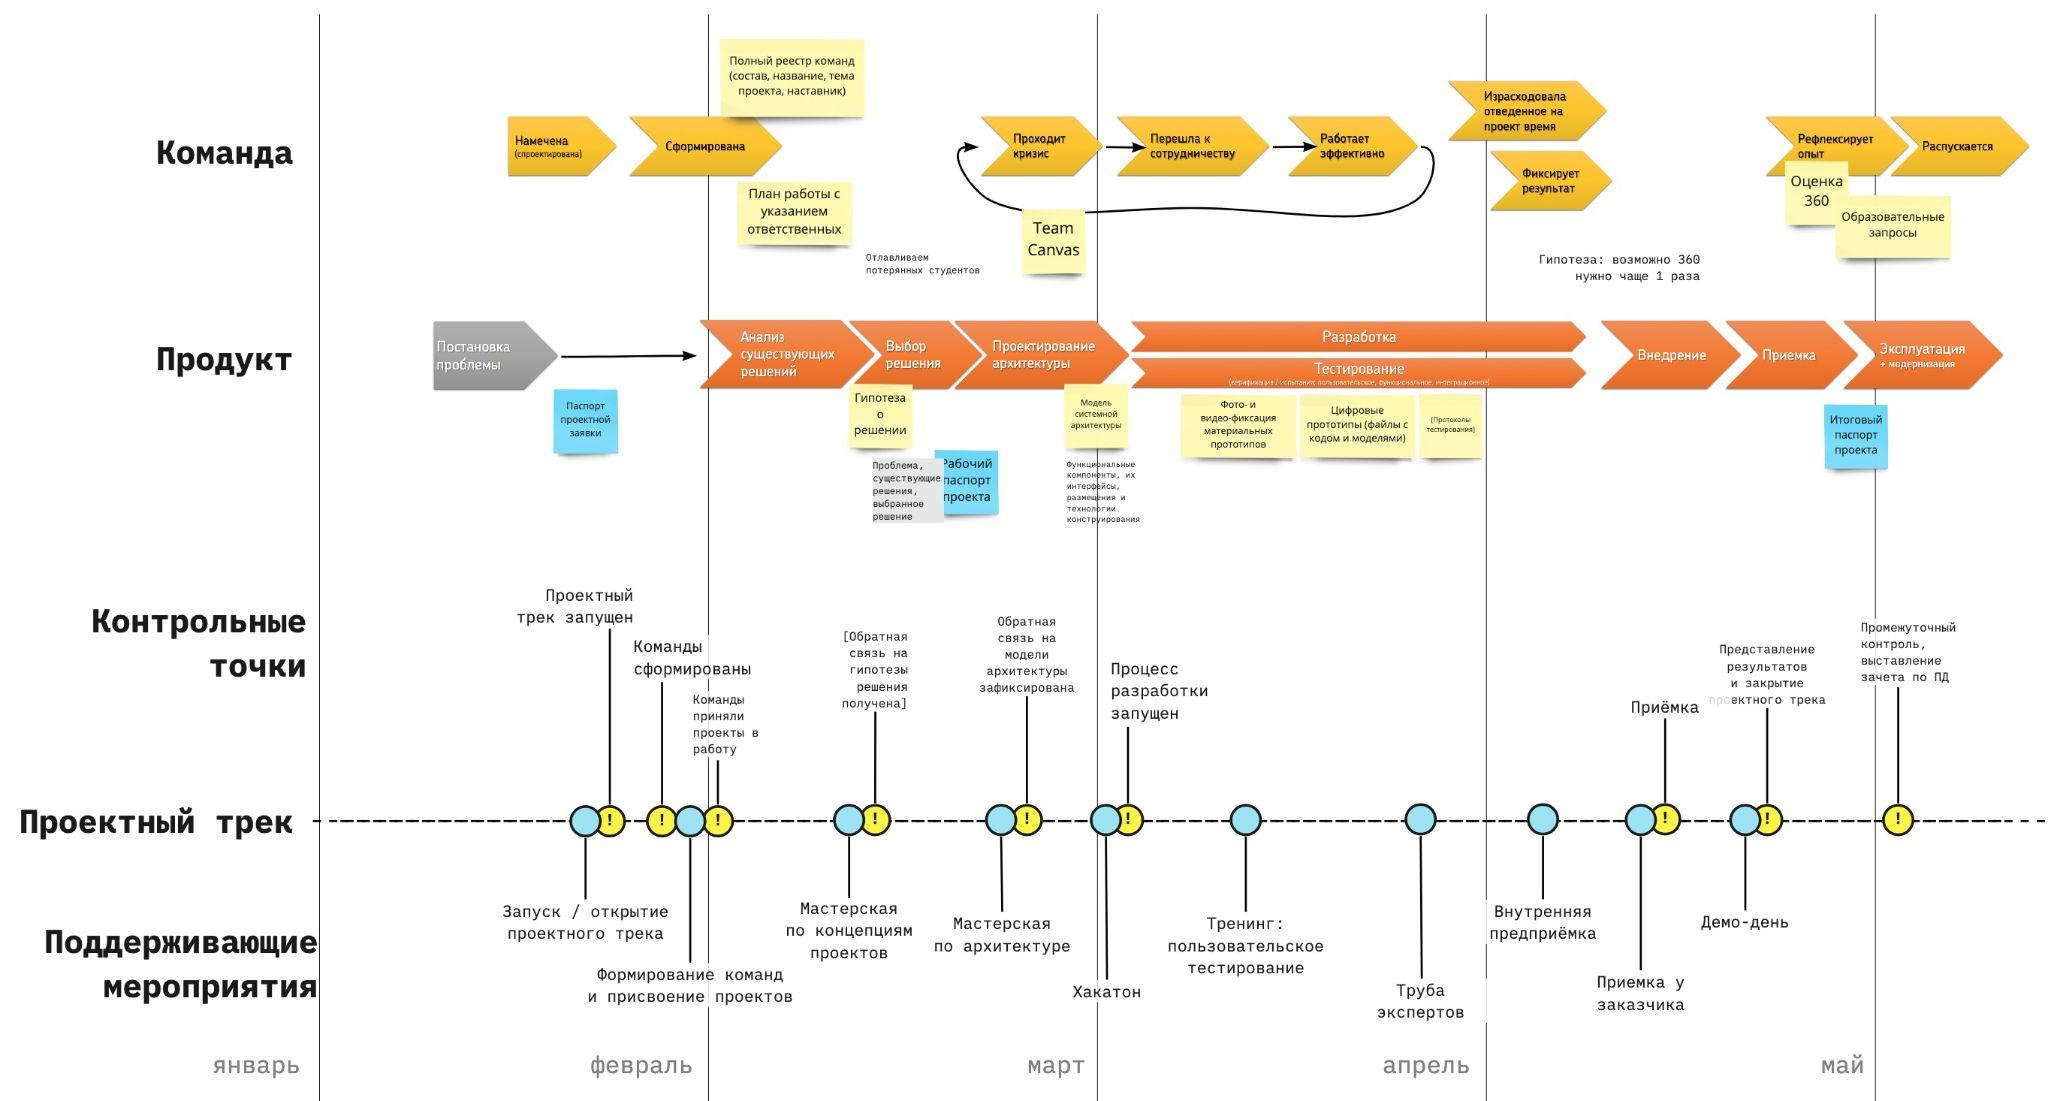 Команда
Намечена
(спроектирована)
Сформирована
Полный реестр команд
(состав, название, тема
проекта, наставник)
План работы с
указанием
ответственных
Отлавливаем
потерянных студентов
Проходит
кризис
Перешла к
сотрудничеству
Работает
эффективно
Team
Canvas
Израсходовала
отведенное на
проект время
Фиксирует
результат
Рефлексирует
опыт
Распускается
Оценка
360
Образовательные
запросы
Гипотеза: возможно 360
нужно чаще 1 раза
Продукт
Постановка
проблемы
Анализ
существующих
решений
Выбор
решения
Проектирование
архитектуры
Разработка
Тестирование
(верификация / испытания: пользовательское, функциональное, интеграционное)
Внедрение
Приемка
Эксплуатация
+ модернизация
Паспорт
проектной
заявки
Гипотеза
о
решении
Проблема,
существующие
решения,
выбранное
решение
Рабочий
паспорт
проекта
Модель
системной
архитектуры
Функциональные
компоненты, их
интерфейсы,
размещения и
технологии
конструирования
Фото- и
видео-фиксация
материальных
прототипов
Цифровые
прототипы (файлы с
кодом и моделями)
[Протоколы
тестирования]
Итоговый
паспорт
проекта
Контрольные
точки
Проектный
трек запущен
Команды
сформированы
Команды
приняли
проекты в
работу
[Обратная
связь на
гипотезы
решения
получена]
Обратная
связь на
модели
архитектуры
зафиксирована
Процесс
разработки
запущен
Приёмка
Представление
результатов
и закрытие
проектного трека
Промежуточный
контроль,
выставление
зачета по ПД
Проектный трек
! ! ! ! ! ! ! ! !
Поддерживающие
мероприятия
Запуск / открытие
проектного трека
Формирование команд
и присвоение проектов
Мастерская
по концепциям
проектов
Мастерская
по архитектуре
Хакатон
Тренинг:
пользовательское
тестирование
Труба
экспертов
Внутренняя
предприёмка
Приемка у
заказчика
Демо-день
январь
февраль
март
апрель
май